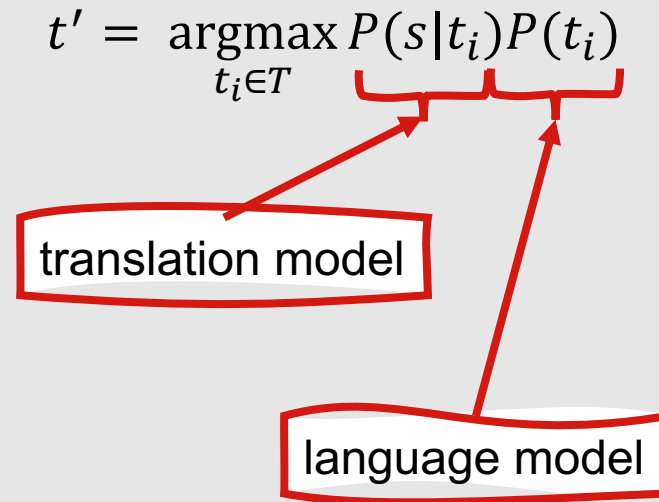 t′ = argmax P(s|tᵢ)P(tᵢ)
tᵢ∈T
translation model
language model